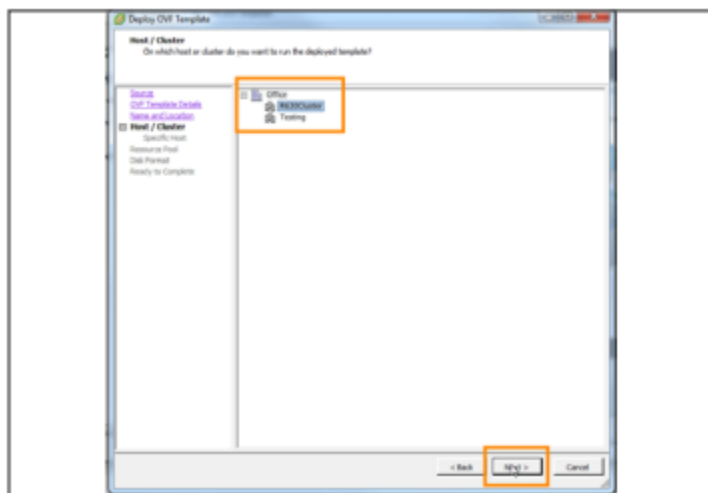 Deploy OVF Template
Host / Cluster
On which host or cluster do you want to run the deployed template?
Source
OVF Template Details
Name and Location
Host / Cluster
Specific Host
Resource Pool
Disk Format
Ready to Complete
Office
Testing
< Back
Next >
Cancel